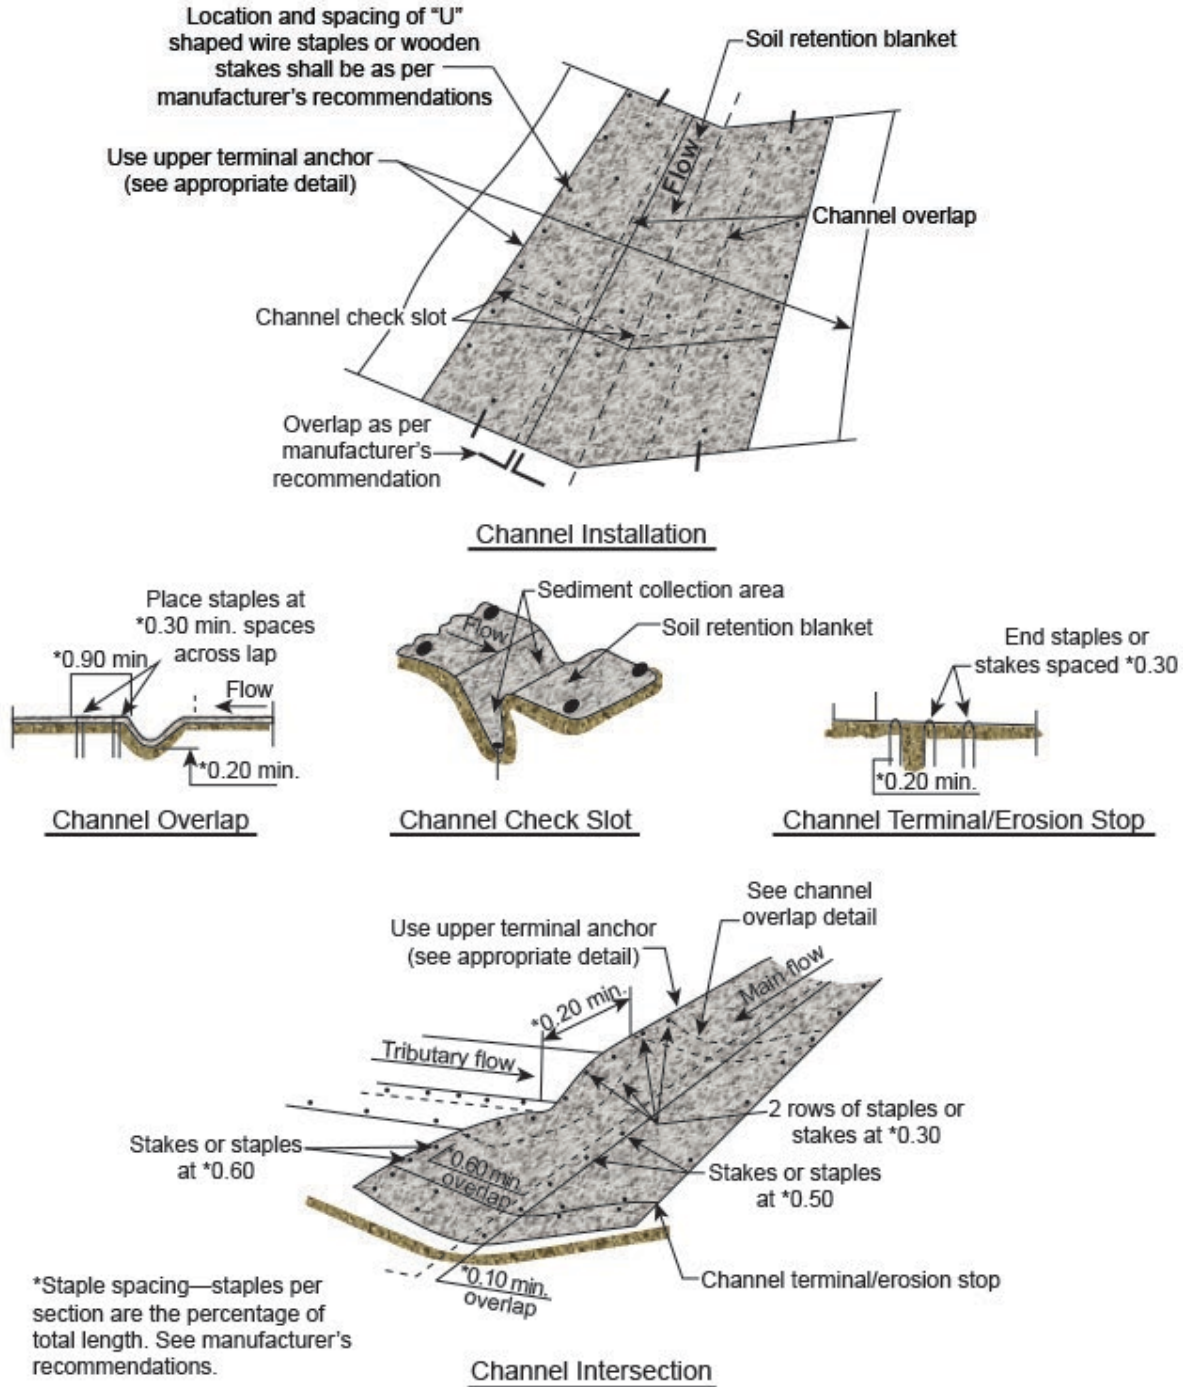 Location and spacing of “U”
shaped wire staples or wooden
stakes shall be as per
manufacturer’s recommendations
Soil retention blanket
Use upper terminal anchor
(see appropriate detail)
Flow
Channel overlap
Channel check slot
Overlap as per
manufacturer’s
recommendation
Channel Installation
Place staples at
*0.30 min. spaces
across lap
*0.90 min.
Flow
*0.20 min.
Channel Overlap
Sediment collection area
Flow
Soil retention blanket
Channel Check Slot
End staples or
stakes spaced *0.30
*0.20 min.
Channel Terminal/Erosion Stop
See channel
overlap detail
Use upper terminal anchor
(see appropriate detail)
Main flow
*0.20 min.
Tributary flow
2 rows of staples or
stakes at *0.30
Stakes or staples
at *0.60
*0.60 min.
overlap
Stakes or staples
at *0.50
*0.10 min.
overlap
Channel terminal/erosion stop
*Staple spacing—staples per
section are the percentage of
total length. See manufacturer’s
recommendations.
Channel Intersection